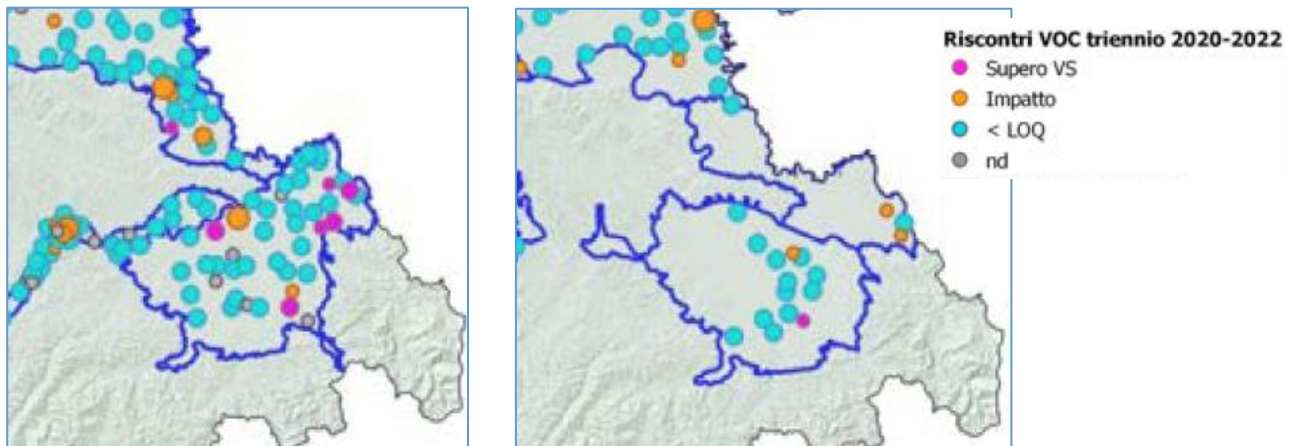 Riscontri VOC triennio 2020-2022
Supero VS
Impatto
< LOQ
nd